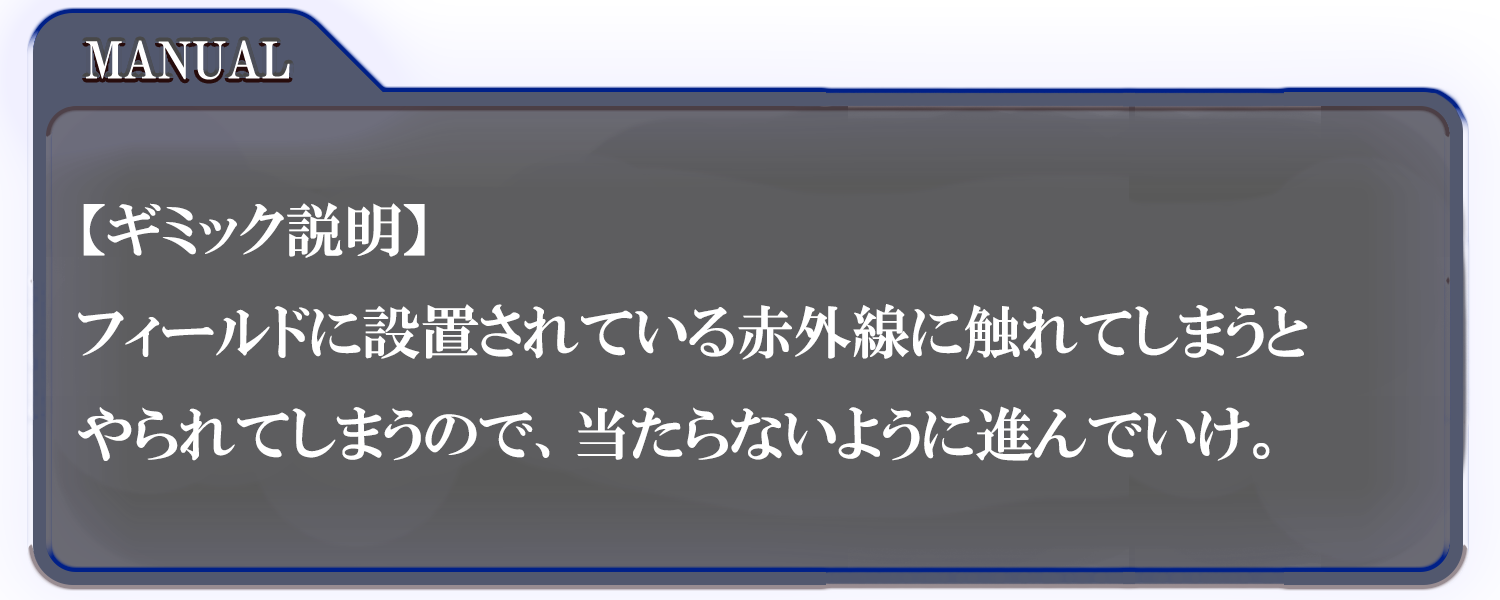 MANUAL
【ギミック説明】
フィールドに設置されている赤外線に触れてしまうと
やられてしまうので、当たらないように進んでいけ。